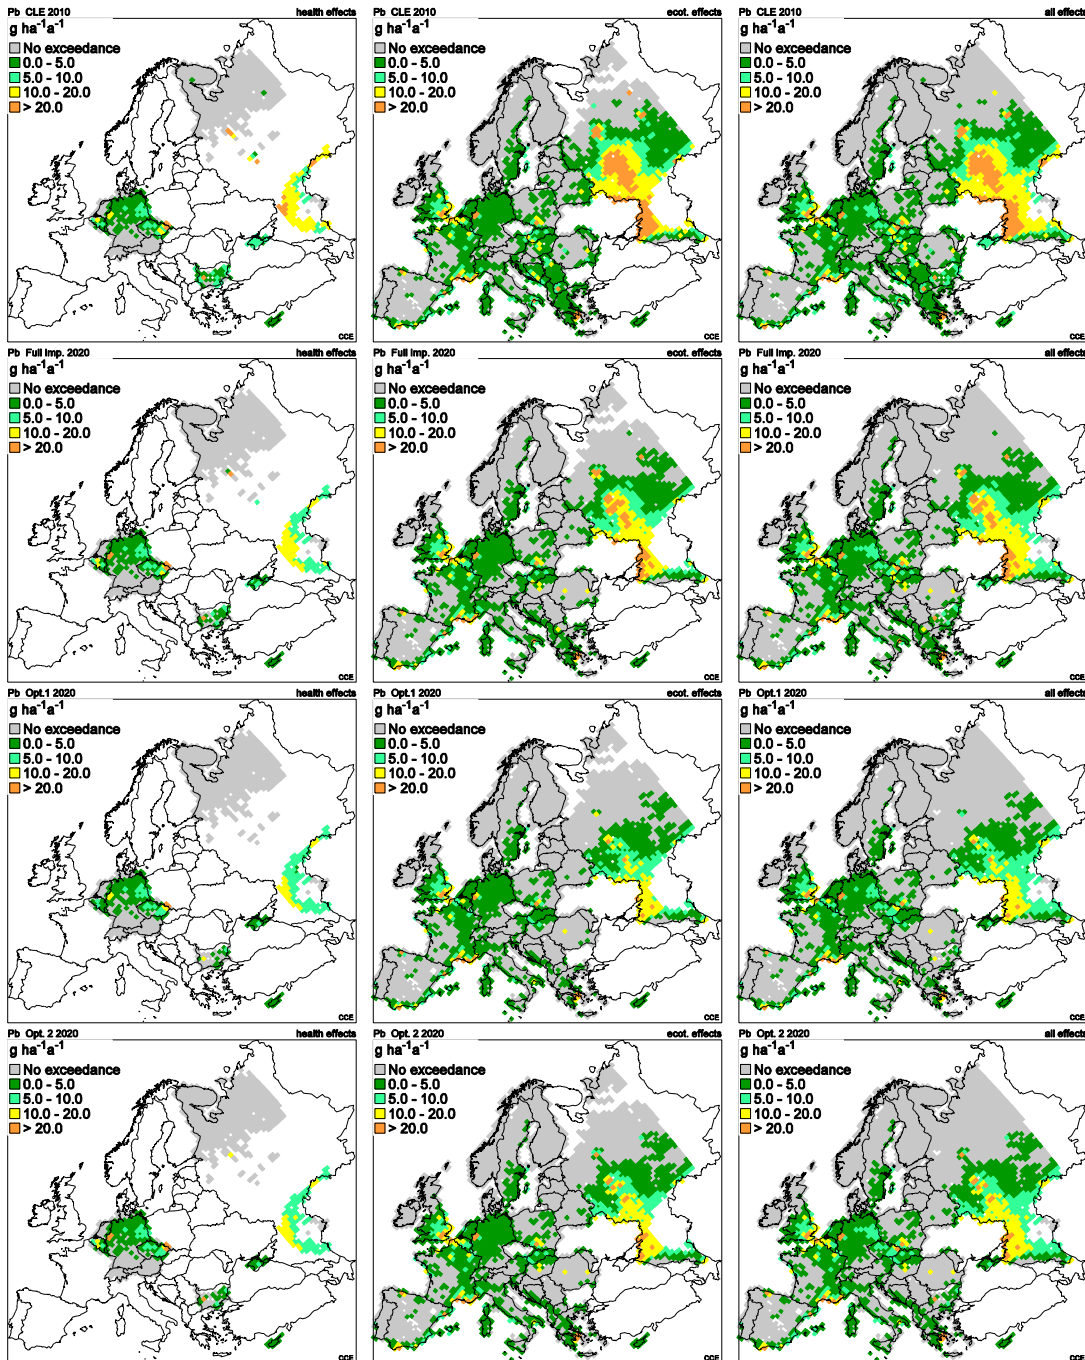 Pb CLE 2010 health effects
g ha⁻¹a⁻¹
No exceedance
0.0 - 5.0
5.0 - 10.0
10.0 - 20.0
> 20.0
CCE
Pb CLE 2010 ecot. effects
g ha⁻¹a⁻¹
No exceedance
0.0 - 5.0
5.0 - 10.0
10.0 - 20.0
> 20.0
CCE
Pb CLE 2010 all effects
g ha⁻¹a⁻¹
No exceedance
0.0 - 5.0
5.0 - 10.0
10.0 - 20.0
> 20.0
CCE
Pb Full Imp. 2020 health effects
g ha⁻¹a⁻¹
No exceedance
0.0 - 5.0
5.0 - 10.0
10.0 - 20.0
> 20.0
CCE
Pb Full Imp. 2020 ecot. effects
g ha⁻¹a⁻¹
No exceedance
0.0 - 5.0
5.0 - 10.0
10.0 - 20.0
> 20.0
CCE
Pb Full Imp. 2020 all effects
g ha⁻¹a⁻¹
No exceedance
0.0 - 5.0
5.0 - 10.0
10.0 - 20.0
> 20.0
CCE
Pb Opt.1 2020 health effects
g ha⁻¹a⁻¹
No exceedance
0.0 - 5.0
5.0 - 10.0
10.0 - 20.0
> 20.0
CCE
Pb Opt.1 2020 ecot. effects
g ha⁻¹a⁻¹
No exceedance
0.0 - 5.0
5.0 - 10.0
10.0 - 20.0
> 20.0
CCE
Pb Opt.1 2020 all effects
g ha⁻¹a⁻¹
No exceedance
0.0 - 5.0
5.0 - 10.0
10.0 - 20.0
> 20.0
CCE
Pb Opt. 2 2020 health effects
g ha⁻¹a⁻¹
No exceedance
0.0 - 5.0
5.0 - 10.0
10.0 - 20.0
> 20.0
CCE
Pb Opt. 2 2020 ecot. effects
g ha⁻¹a⁻¹
No exceedance
0.0 - 5.0
5.0 - 10.0
10.0 - 20.0
> 20.0
CCE
Pb Opt. 2 2020 all effects
g ha⁻¹a⁻¹
No exceedance
0.0 - 5.0
5.0 - 10.0
10.0 - 20.0
> 20.0
CCE